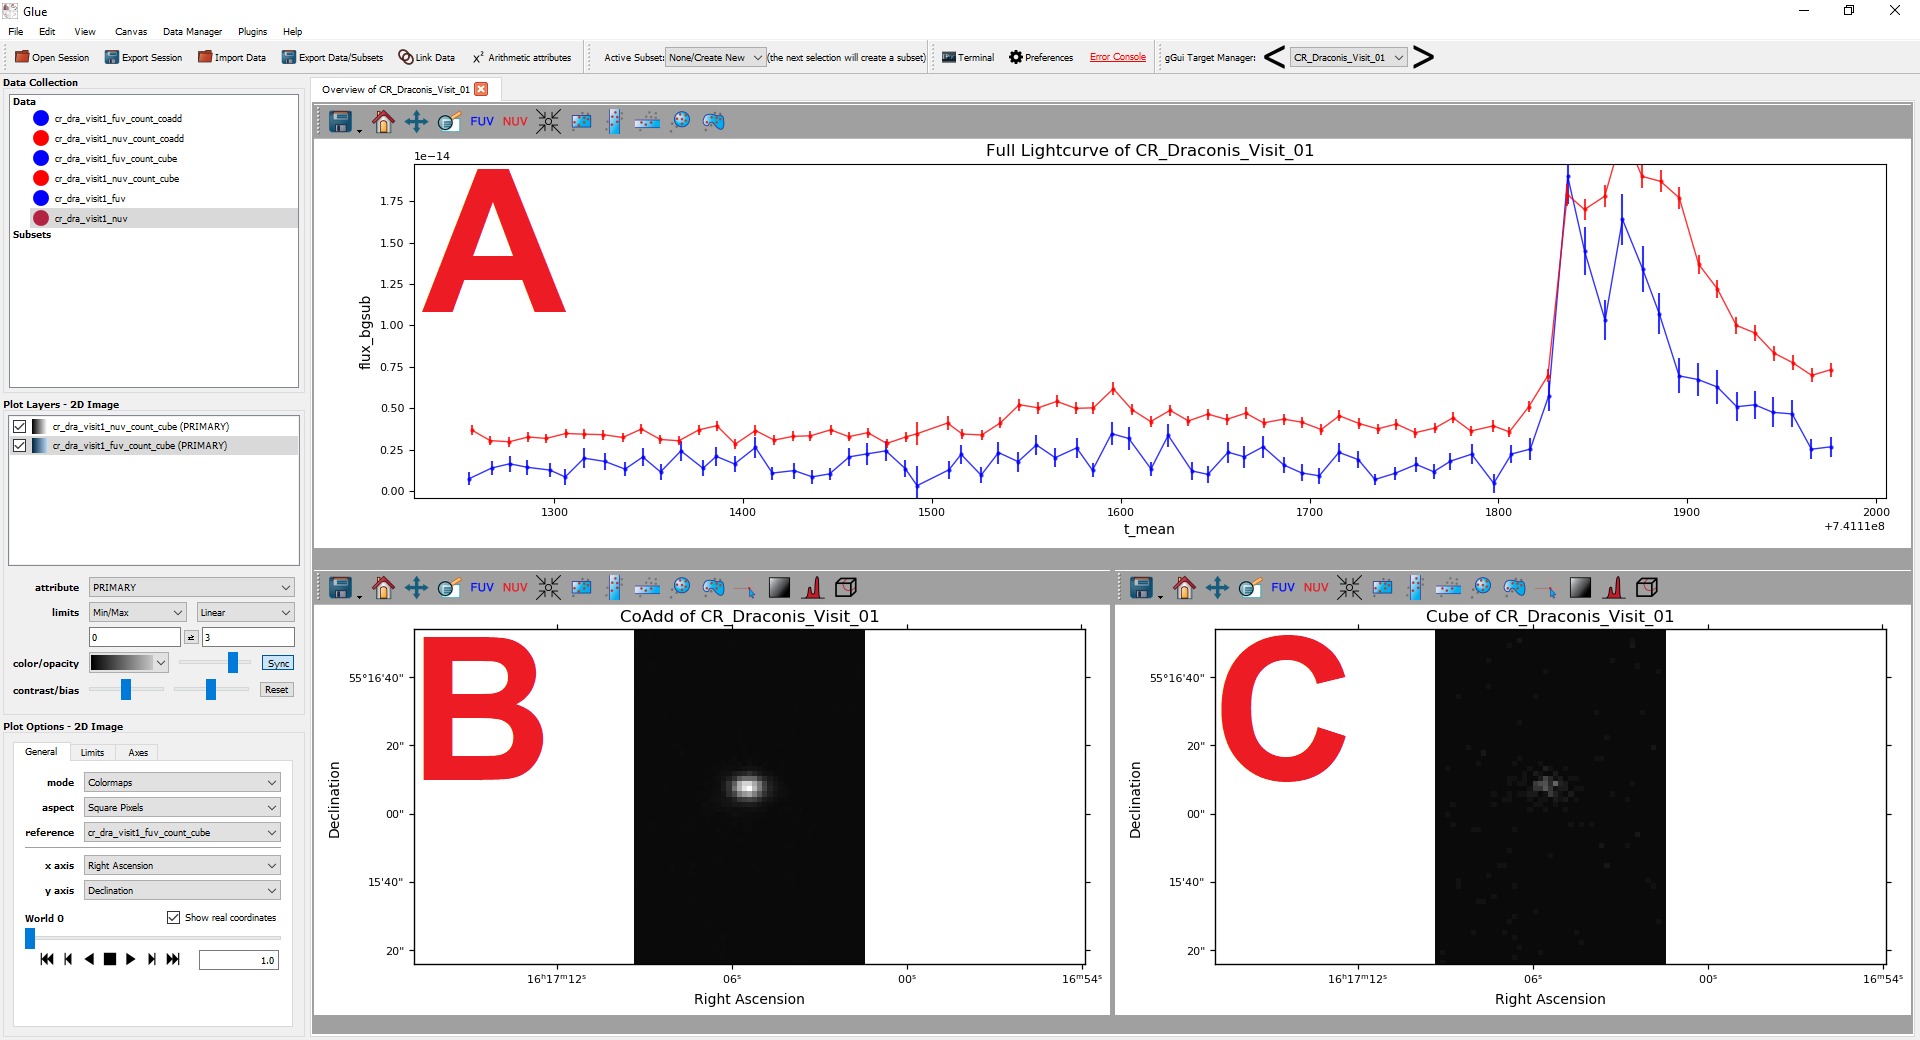 Glue
File Edit View Canvas Data Manager Plugins Help
Open Session Export Session Import Data Export Data/Subsets Link Data x² Arithmetic attributes Active Subset: None/Create New (the next selection will create a subset) Terminal Preferences Error Console gGui Target Manager: < CR_Draconis_Visit_01 >
Data Collection
Data
cr_dra_visit1_fuv_count_coadd
cr_dra_visit1_nuv_count_coadd
cr_dra_visit1_fuv_count_cube
cr_dra_visit1_nuv_count_cube
cr_dra_visit1_fuv
cr_dra_visit1_nuv
Subsets
Plot Layers - 2D Image
cr_dra_visit1_nuv_count_cube (PRIMARY)
cr_dra_visit1_fuv_count_cube (PRIMARY)
attribute PRIMARY
limits Min/Max Linear
0 ⇄ 3
color/opacity Sync
contrast/bias Reset
Plot Options - 2D Image
General Limits Axes
mode Colormaps
aspect Square Pixels
reference cr_dra_visit1_fuv_count_cube
x axis Right Ascension
y axis Declination
World 0 Show real coordinates
1.0
Overview of CR_Draconis_Visit_01
FUV NUV
Full Lightcurve of CR_Draconis_Visit_01
1e−14
A
flux_bgsub
1.75
1.50
1.25
1.00
0.75
0.50
0.25
0.00
1300 1400 1500 1600 1700 1800 1900 2000
t_mean
+7.4111e8
FUV NUV
CoAdd of CR_Draconis_Visit_01
B
Declination
55°16'40"
20"
00"
15'40"
20"
16ʰ17ᵐ12ˢ 06ˢ 00ˢ 16ᵐ54ˢ
Right Ascension
FUV NUV
Cube of CR_Draconis_Visit_01
C
Declination
55°16'40"
20"
00"
15'40"
20"
16ʰ17ᵐ12ˢ 06ˢ 00ˢ 16ᵐ54ˢ
Right Ascension